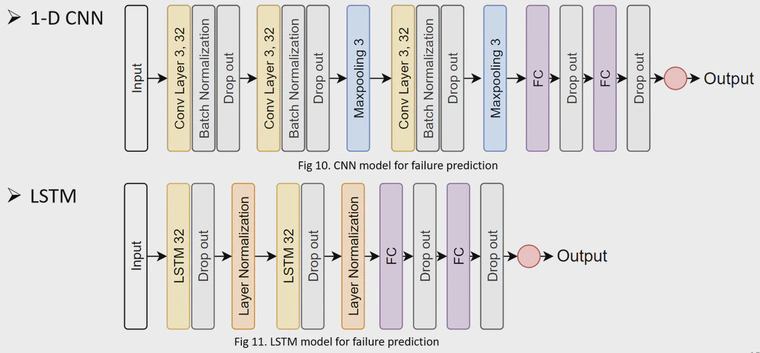 ➢ 1-D CNN
Input
Conv Layer 3, 32
Batch Normalization
Drop out
Conv Layer 3, 32
Batch Normalization
Drop out
Maxpooling 3
Conv Layer 3, 32
Batch Normalization
Drop out
Maxpooling 3
FC
Drop out
FC
Drop out
Output
Fig 10. CNN model for failure prediction
➢ LSTM
Input
LSTM 32
Drop out
Layer Normalization
LSTM 32
Drop out
Layer Normalization
FC
Drop out
FC
Drop out
Output
Fig 11. LSTM model for failure prediction